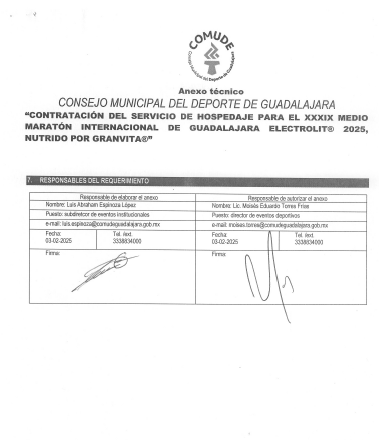 COMUDE
Consejo Municipal del Deporte de Guadalajara
Anexo técnico
CONSEJO MUNICIPAL DEL DEPORTE DE GUADALAJARA
"CONTRATACIÓN DEL SERVICIO DE HOSPEDAJE PARA EL XXXIX MEDIO
MARATÓN INTERNACIONAL DE GUADALAJARA ELECTROLIT® 2025,
NUTRIDO POR GRANVITA®"
7. RESPONSABLES DEL REQUERIMIENTO
Responsable de elaborar el anexo Responsable de autorizar el anexo
Nombre: Luis Abraham Espinoza López Nombre: Lic. Moisés Eduardo Torres Frías
Puesto: subdirector de eventos institucionales Puesto: director de eventos deportivos
e-mail: luis.espinoza@comudeguadalajara.gob.mx e-mail: moises.torres@comudeguadalajara.gob.mx
Fecha: Tel. /ext. Fecha: Tel. /ext.
03-02-2025 3338834000 03-02-2025 3338834000
Firma: Firma: